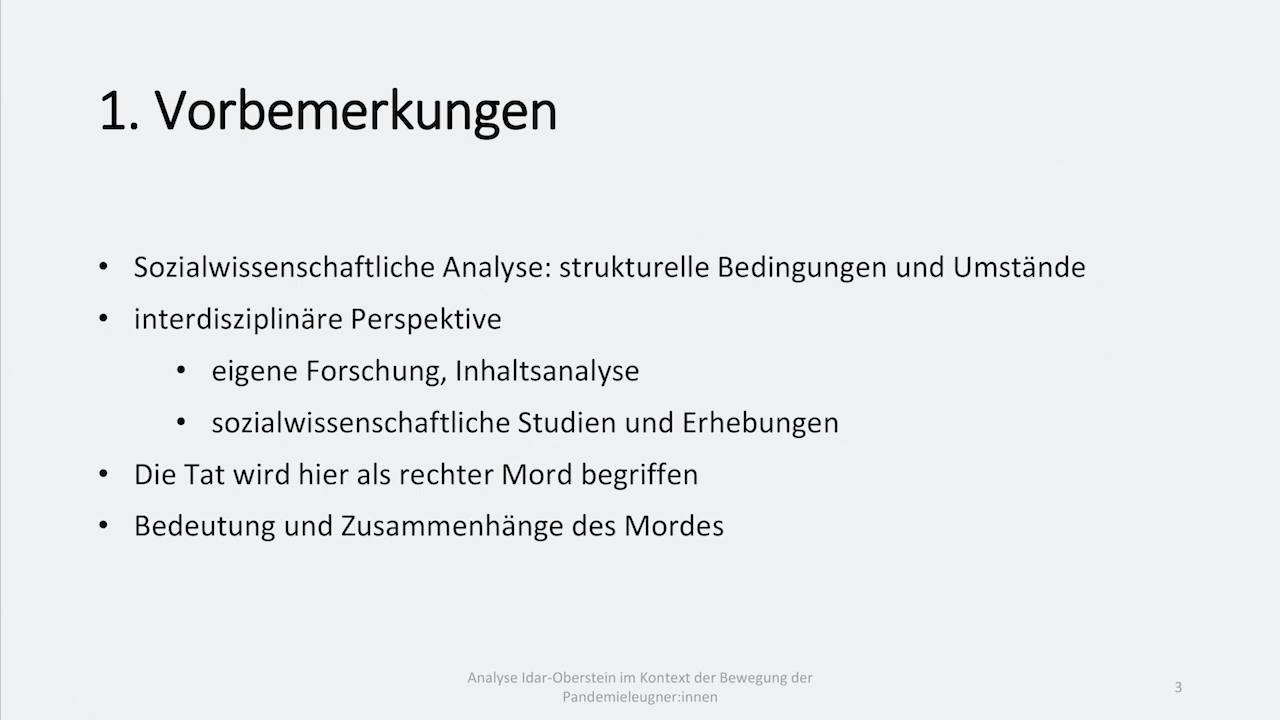 1. Vorbemerkungen
• Sozialwissenschaftliche Analyse: strukturelle Bedingungen und Umstände
• interdisziplinäre Perspektive
• eigene Forschung, Inhaltsanalyse
• sozialwissenschaftliche Studien und Erhebungen
• Die Tat wird hier als rechter Mord begriffen
• Bedeutung und Zusammenhänge des Mordes
Analyse Idar-Oberstein im Kontext der Bewegung der
Pandemieleugner:innen
3